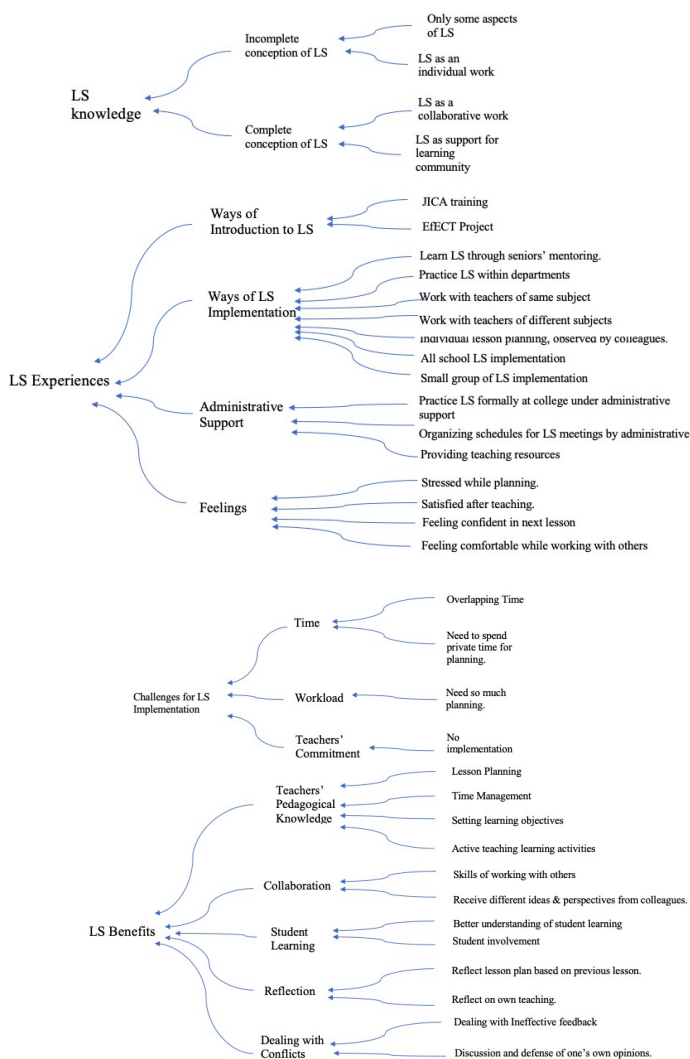 Only some aspects
of LS
Incomplete
conception of LS
LS as an
individual work
LS
knowledge
LS as a
collaborative work
Complete
conception of LS
LS as support for
learning
community
JICA training
Ways of
Introduction to LS
EfECT Project
Learn LS through seniors’ mentoring.
Practice LS within departments
Ways of LS
Implementation
Work with teachers of same subject
Work with teachers of different subjects
Individual lesson planning, observed by colleagues.
All school LS implementation
Small group of LS implementation
LS Experiences
Administrative
Support
Practice LS formally at college under administrative
support
Organizing schedules for LS meetings by administrative
Providing teaching resources
Stressed while planning.
Satisfied after teaching.
Feelings
Feeling confident in next lesson
Feeling comfortable while working with others
Overlapping Time
Time
Need to spend
private time for
planning.
Challenges for LS
Implementation
Workload
Need so much
planning.
Teachers’
Commitment
No
implementation
Lesson Planning
Teachers’
Pedagogical
Knowledge
Time Management
Setting learning objectives
Active teaching learning activities
Skills of working with others
Collaboration
Receive different ideas & perspectives from colleagues.
LS Benefits
Better understanding of student learning
Student
Learning
Student involvement
Reflect lesson plan based on previous lesson.
Reflection
Reflect on own teaching.
Dealing with Ineffective feedback
Dealing with
Conflicts
Discussion and defense of one’s own opinions.